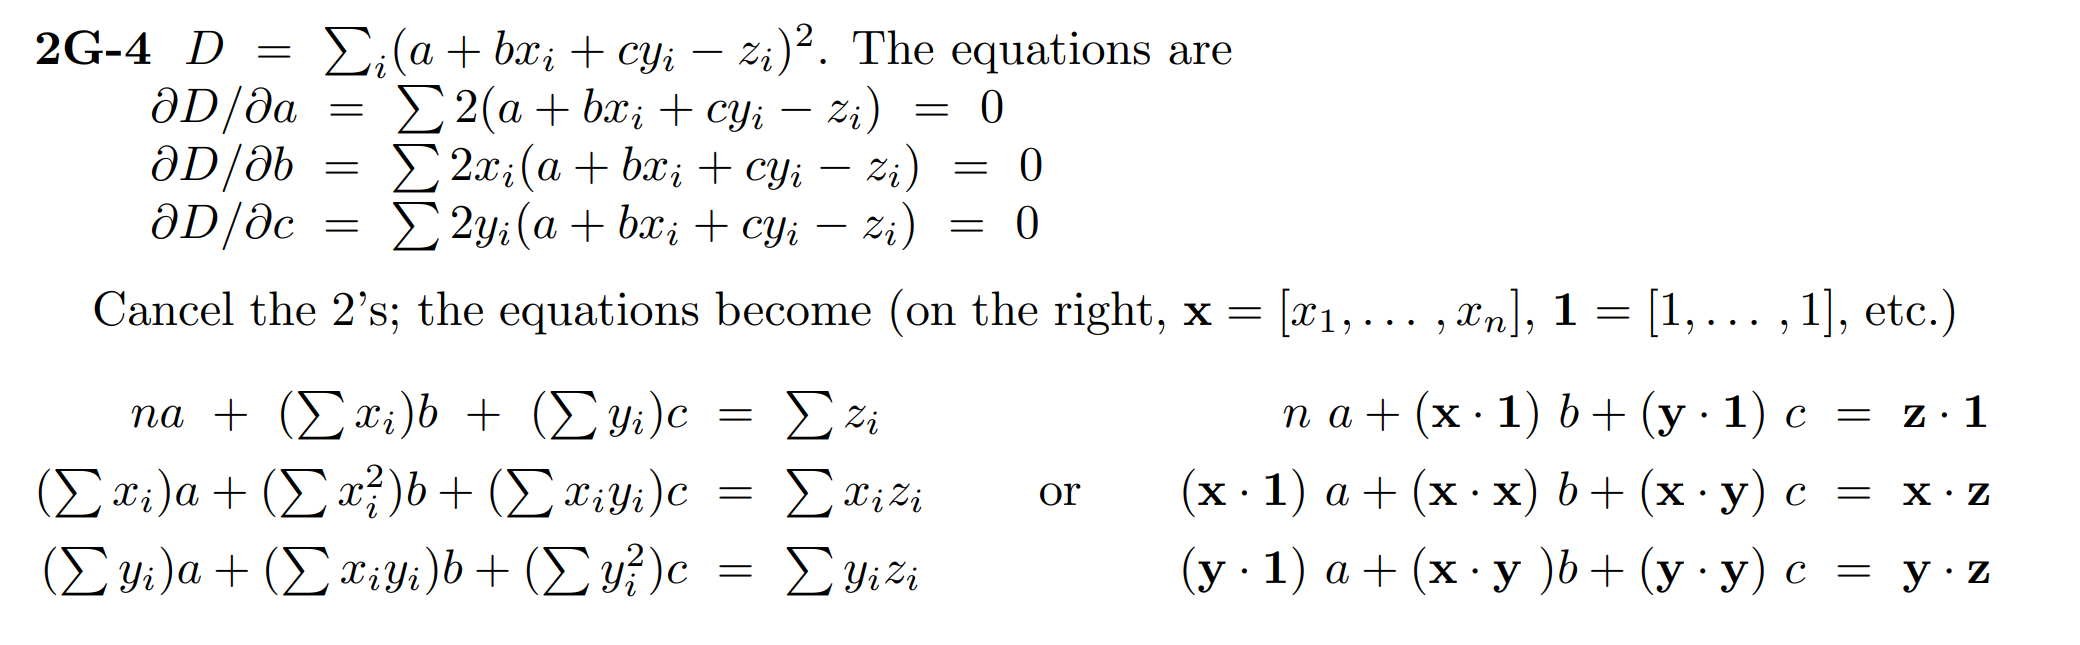 2G-4 D = ∑ᵢ(a + bxᵢ + cyᵢ − zᵢ)². The equations are
∂D/∂a = ∑ 2(a + bxᵢ + cyᵢ − zᵢ) = 0
∂D/∂b = ∑ 2xᵢ(a + bxᵢ + cyᵢ − zᵢ) = 0
∂D/∂c = ∑ 2yᵢ(a + bxᵢ + cyᵢ − zᵢ) = 0
Cancel the 2's; the equations become (on the right, x = [x₁, . . . , xₙ], 1 = [1, . . . , 1], etc.)
na + (∑ xᵢ)b + (∑ yᵢ)c = ∑ zᵢ n a + (x · 1) b + (y · 1) c = z · 1
(∑ xᵢ)a + (∑ xᵢ²)b + (∑ xᵢyᵢ)c = ∑ xᵢzᵢ or (x · 1) a + (x · x) b + (x · y) c = x · z
(∑ yᵢ)a + (∑ xᵢyᵢ)b + (∑ yᵢ²)c = ∑ yᵢzᵢ (y · 1) a + (x · y )b + (y · y) c = y · z